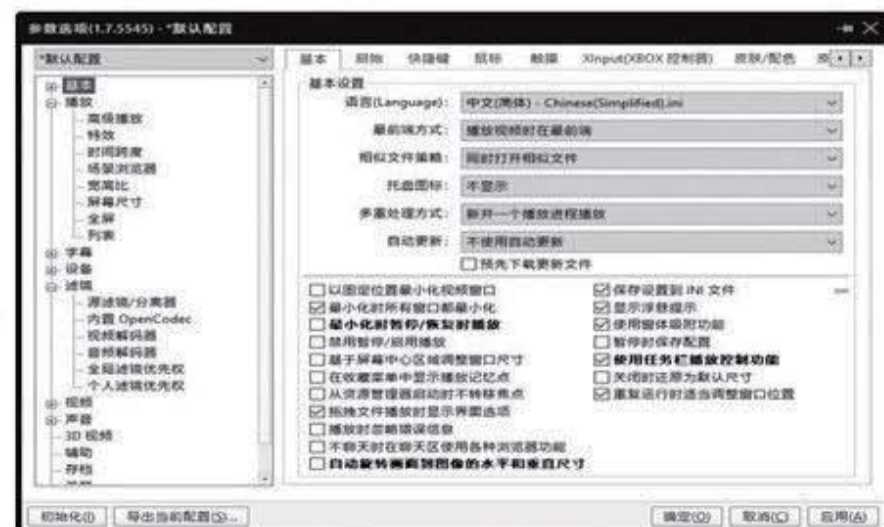 参数选项(1.7.5545) - *默认配置
*默认配置
基本
播放
高级播放
特效
时间跨度
场景浏览器
宽高比
屏幕尺寸
全屏
列表
字幕
设备
滤镜
源滤镜/分离器
内置 OpenCodec
视频解码器
音频解码器
全局滤镜优先权
个人滤镜优先权
视频
声音
3D 视频
辅助
存档
基本 启始 快捷键 鼠标 触摸 XInput(XBOX 控制器) 皮肤/配色
基本设置
语言(Language): 中文(简体) - Chinese(Simplified).ini
最前端方式: 播放视频时在最前端
相似文件策略: 同时打开相似文件
托盘图标: 不显示
多重处理方式: 新开一个播放进程播放
自动更新: 不使用自动更新
预先下载更新文件
以固定位置最小化视频窗口
最小化时所有窗口都最小化
最小化时暂停/恢复时播放
禁用暂停/启用播放
基于屏幕中心区域调整窗口尺寸
在收藏菜单中显示播放记忆点
从资源管理器启动时不转移焦点
拖拽文件播放时显示界面选项
播放时忽略错误信息
不聊天时在聊天区使用各种浏览器功能
自动旋转画面到图像的水平和垂直尺寸
保存设置到 INI 文件
显示浮悬提示
使用窗体吸附功能
暂停时保存配置
使用任务栏播放控制功能
关闭时还原为默认尺寸
重复运行时适当调整窗口位置
初始化(I) 导出当前配置(S)... 确定(O) 取消(C) 应用(A)